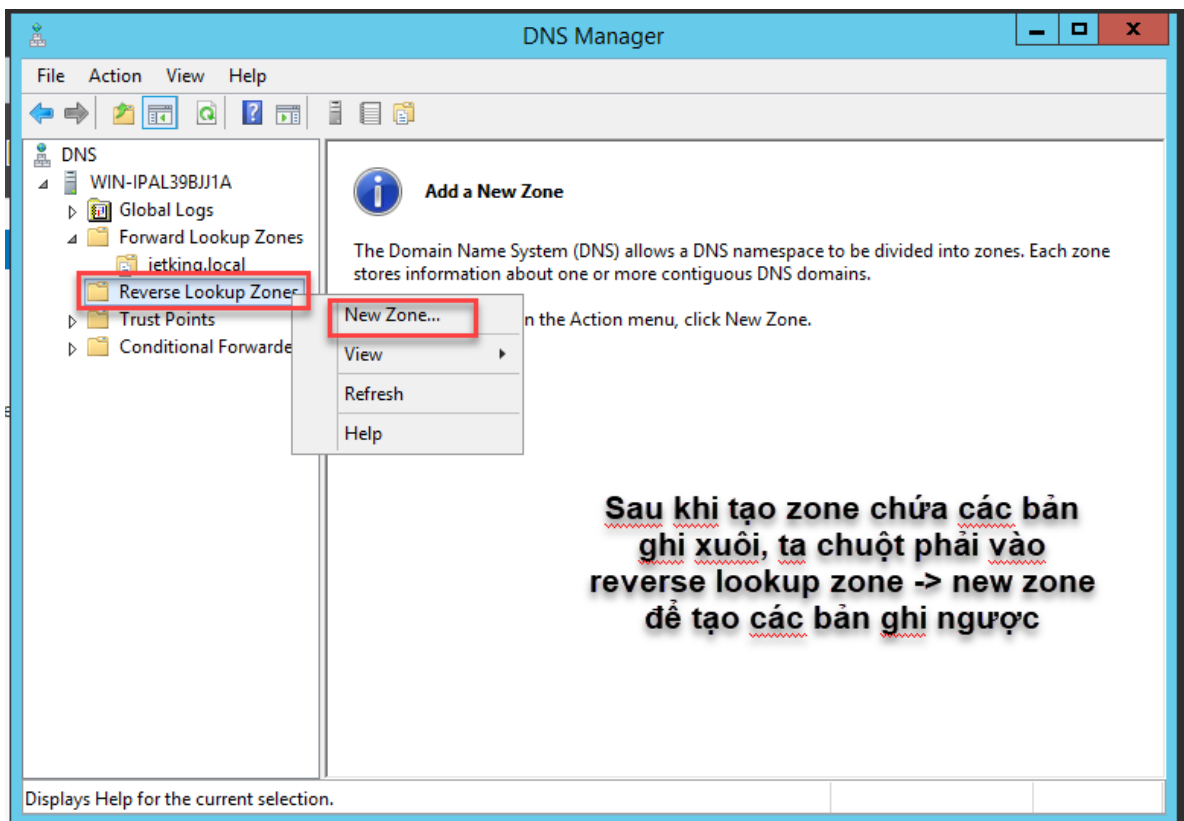 DNS Manager
File Action View Help
DNS
WIN-IPAL39BJJ1A
Global Logs
Forward Lookup Zones
jetking.local
Reverse Lookup Zones
Trust Points
Conditional Forwarde
Add a New Zone
The Domain Name System (DNS) allows a DNS namespace to be divided into zones. Each zone
stores information about one or more contiguous DNS domains.
n the Action menu, click New Zone.
New Zone...
View
Refresh
Help
Sau khi tạo zone chứa các bản
ghi xuôi, ta chuột phải vào
reverse lookup zone -> new zone
để tạo các bản ghi ngược
Displays Help for the current selection.